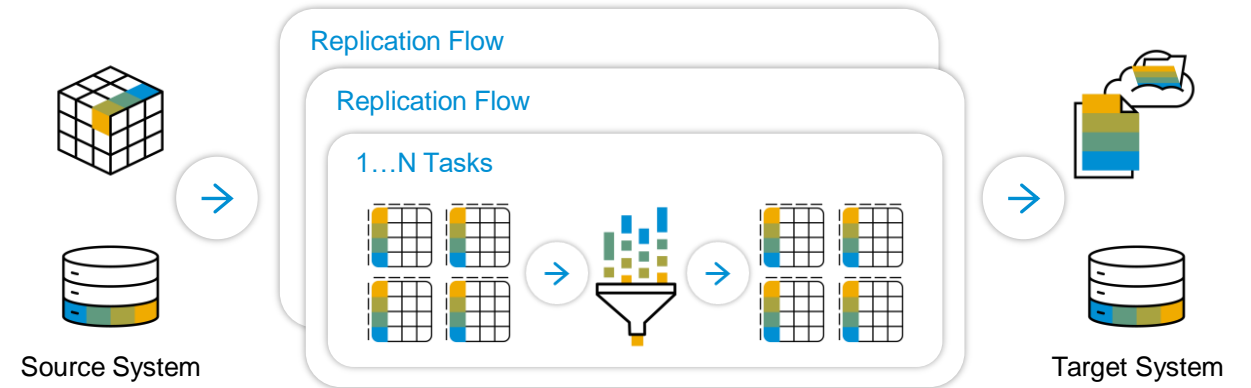 Replication Flow
Replication Flow
1…N Tasks
Source System
Target System